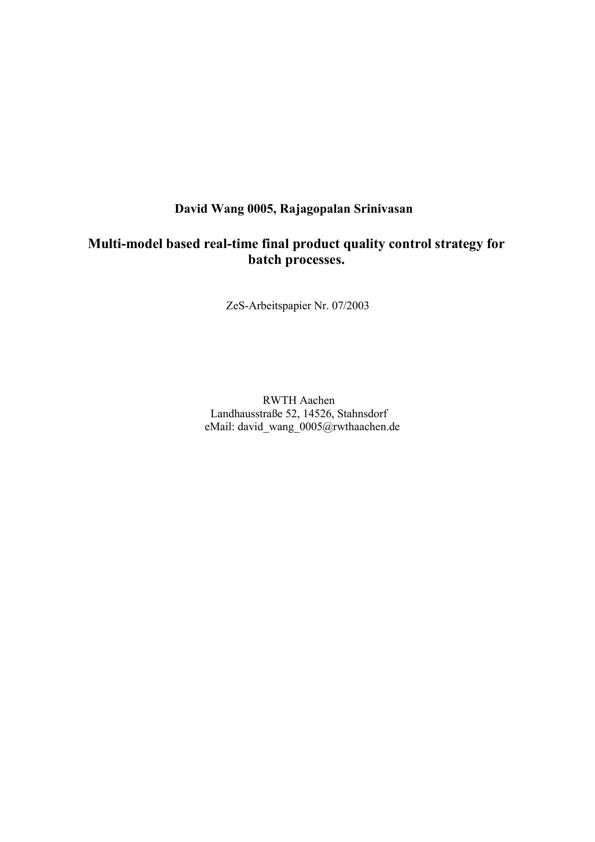 David Wang 0005, Rajagopalan Srinivasan
Multi-model based real-time final product quality control strategy for
batch processes.
ZeS-Arbeitspapier Nr. 07/2003
RWTH Aachen
Landhausstraße 52, 14526, Stahnsdorf
eMail: david_wang_0005@rwthaachen.de